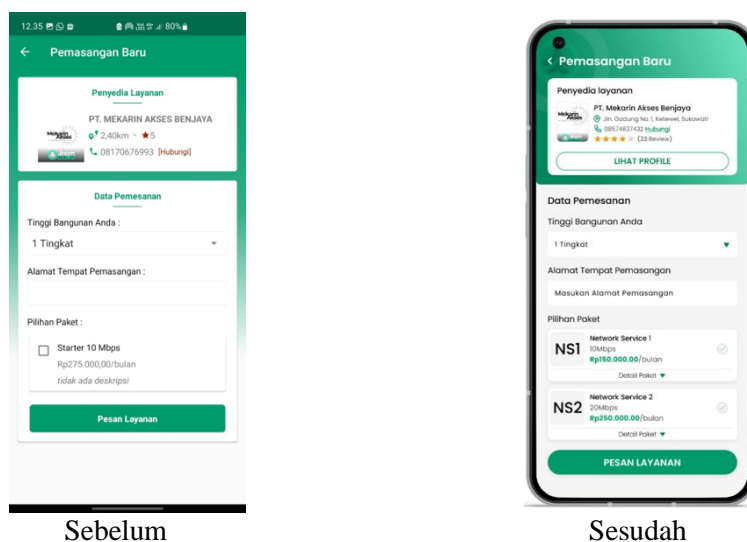 12.35 80%
Pemasangan Baru
Penyedia Layanan
PT. MEKARIN AKSES BENJAYA
2,40km • ★5
08170676993 [Hubungi]
Data Pemesanan
Tinggi Bangunan Anda :
1 Tingkat
Alamat Tempat Pemasangan :
Pilihan Paket :
Starter 10 Mbps
Rp275.000,00/bulan
tidak ada deskripsi
Pesan Layanan
Sebelum
Pemasangan Baru
Penyedia layanan
Mekarin Akses
PT. Mekarin Akses Benjaya
Jln. Gadung No. 1, Ketewel, Sukawati
08574637432 Hubungi
(23 Review)
LIHAT PROFILE
Data Pemesanan
Tinggi Bangunan Anda
1 Tingkat
Alamat Tempat Pemasangan
Masukan Alamat Pemasangan
Pilihan Paket
NS1
Network Service 1
10Mbps
Rp150.000.00/bulan
Detail Paket
NS2
Network Service 2
20Mbps
Rp250.000.00/bulan
Detail Paket
PESAN LAYANAN
Sesudah